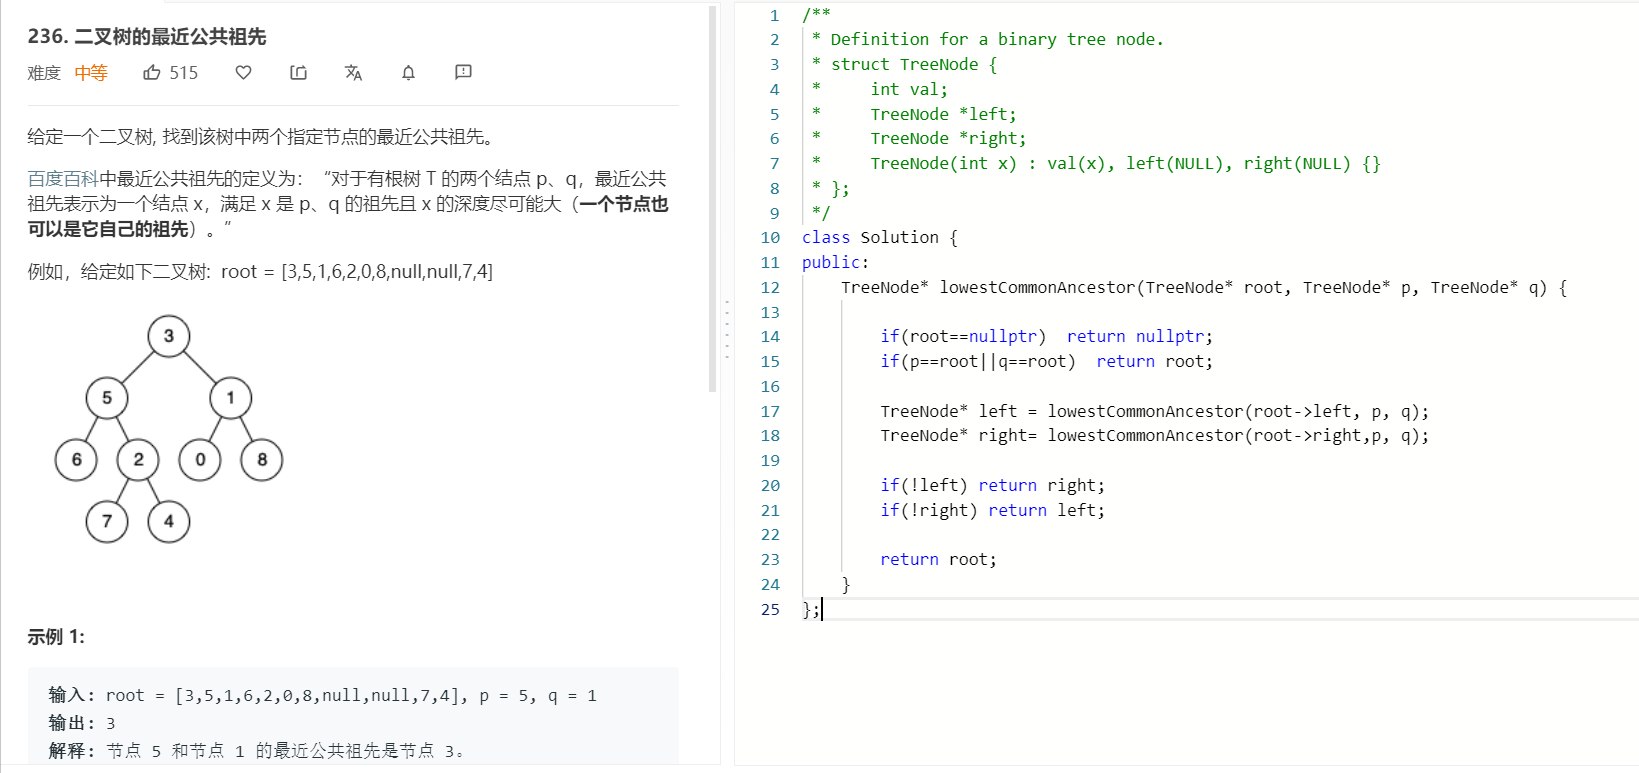 236. 二叉树的最近公共祖先
难度 中等 515
给定一个二叉树, 找到该树中两个指定节点的最近公共祖先。
百度百科中最近公共祖先的定义为：“对于有根树 T 的两个结点 p、q，最近公共
祖先表示为一个结点 x，满足 x 是 p、q 的祖先且 x 的深度尽可能大（一个节点也
可以是它自己的祖先）。”
例如，给定如下二叉树: root = [3,5,1,6,2,0,8,null,null,7,4]
3
5 1
6 2 0 8
7 4
示例 1:
输入: root = [3,5,1,6,2,0,8,null,null,7,4], p = 5, q = 1
输出: 3
解释: 节点 5 和节点 1 的最近公共祖先是节点 3。
1 /**
2 * Definition for a binary tree node.
3 * struct TreeNode {
4 *     int val;
5 *     TreeNode *left;
6 *     TreeNode *right;
7 *     TreeNode(int x) : val(x), left(NULL), right(NULL) {}
8 * };
9 */
10 class Solution {
11 public:
12     TreeNode* lowestCommonAncestor(TreeNode* root, TreeNode* p, TreeNode* q) {
13
14         if(root==nullptr)  return nullptr;
15         if(p==root||q==root)  return root;
16
17         TreeNode* left = lowestCommonAncestor(root->left, p, q);
18         TreeNode* right= lowestCommonAncestor(root->right,p, q);
19
20         if(!left) return right;
21         if(!right) return left;
22
23         return root;
24     }
25 };